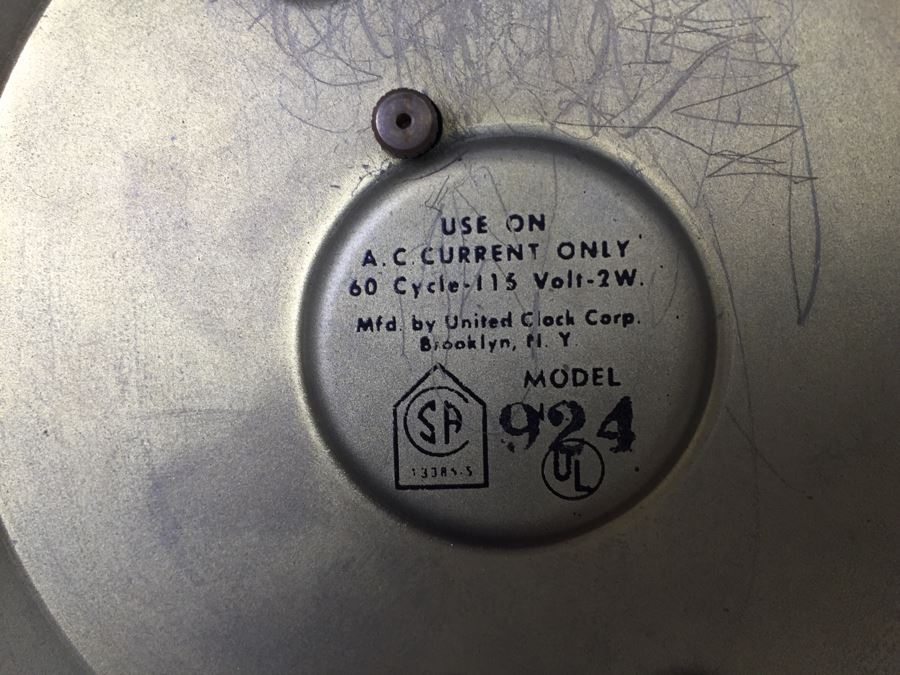 USE ON
A.C. CURRENT ONLY
60 Cycle-115 Volt-2W.
Mfd. by United Clock Corp.
Brooklyn, N. Y.
MODEL
924
SA
UL